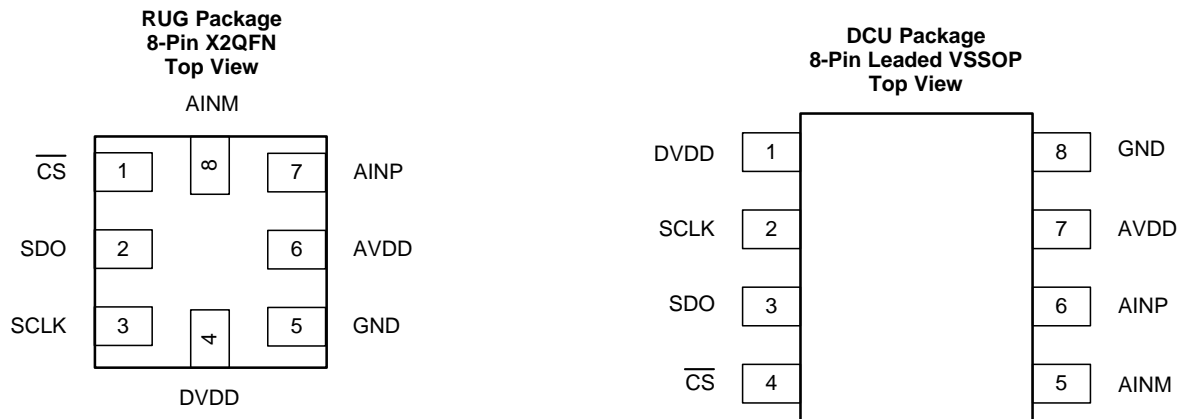 RUG Package
8-Pin X2QFN
Top View
AINM
C̅S̅ 1 8 7 AINP
SDO 2 6 AVDD
SCLK 3 4 5 GND
DVDD
DCU Package
8-Pin Leaded VSSOP
Top View
DVDD 1 8 GND
SCLK 2 7 AVDD
SDO 3 6 AINP
C̅S̅ 4 5 AINM